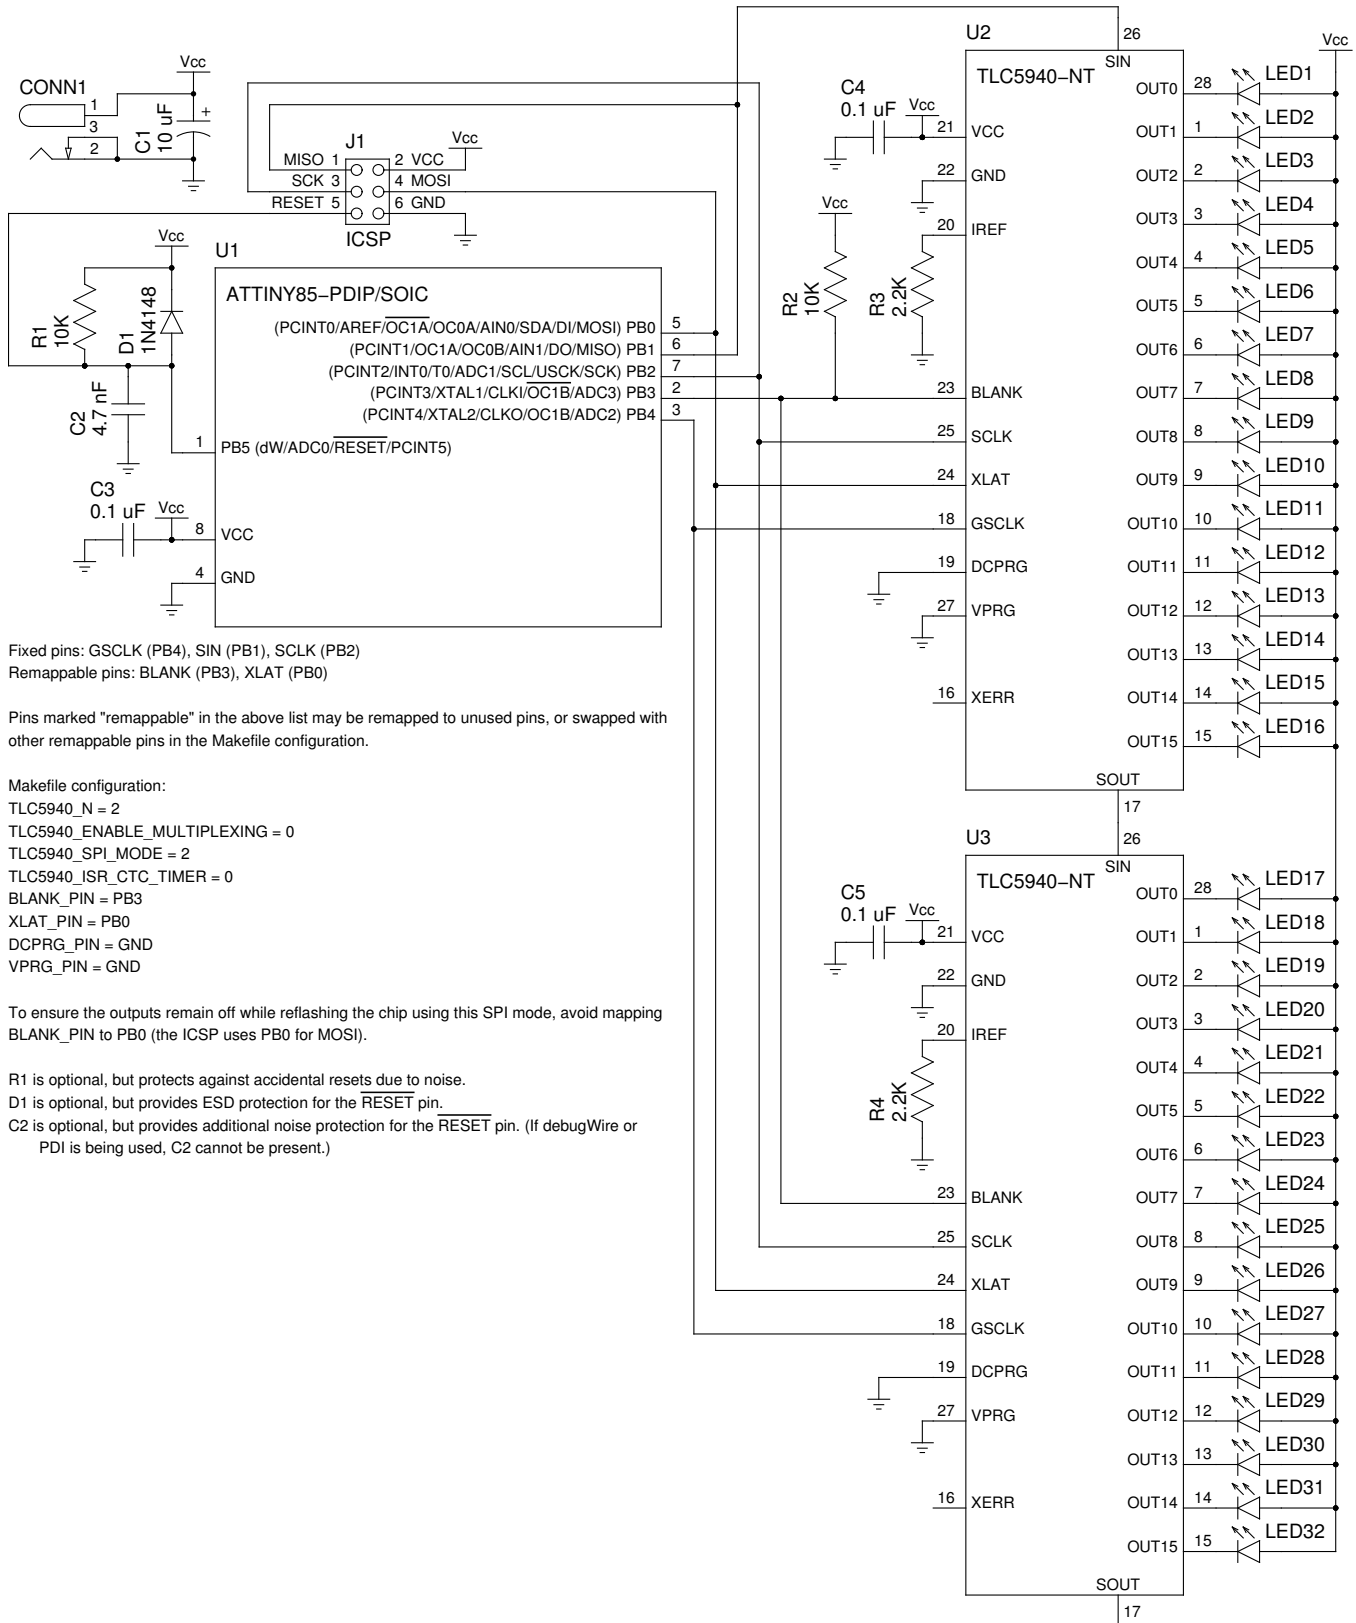 CONN1
1
3
2
Vcc
C1
10 uF
+
J1
MISO 1
SCK 3
RESET 5
2 VCC
4 MOSI
6 GND
Vcc
ICSP
Vcc
R1
10K
D1
1N4148
C2
4.7 nF
C3
0.1 uF
Vcc
U1
ATTINY85−PDIP/SOIC
(PCINT0/AREF/OC1A/OC0A/AIN0/SDA/DI/MOSI) PB0 5
(PCINT1/OC1A/OC0B/AIN1/DO/MISO) PB1 6
(PCINT2/INT0/T0/ADC1/SCL/USCK/SCK) PB2 7
(PCINT3/XTAL1/CLKI/OC1B/ADC3) PB3 2
(PCINT4/XTAL2/CLKO/OC1B/ADC2) PB4 3
1 PB5 (dW/ADC0/RESET/PCINT5)
8 VCC
4 GND
Fixed pins: GSCLK (PB4), SIN (PB1), SCLK (PB2)
Remappable pins: BLANK (PB3), XLAT (PB0)
Pins marked "remappable" in the above list may be remapped to unused pins, or swapped with
other remappable pins in the Makefile configuration.
Makefile configuration:
TLC5940_N = 2
TLC5940_ENABLE_MULTIPLEXING = 0
TLC5940_SPI_MODE = 2
TLC5940_ISR_CTC_TIMER = 0
BLANK_PIN = PB3
XLAT_PIN = PB0
DCPRG_PIN = GND
VPRG_PIN = GND
To ensure the outputs remain off while reflashing the chip using this SPI mode, avoid mapping
BLANK_PIN to PB0 (the ICSP uses PB0 for MOSI).
R1 is optional, but protects against accidental resets due to noise.
D1 is optional, but provides ESD protection for the RESET pin.
C2 is optional, but provides additional noise protection for the RESET pin. (If debugWire or
PDI is being used, C2 cannot be present.)
U2
26
SIN
TLC5940−NT
C4
0.1 uF
Vcc
21 VCC
22 GND
20 IREF
Vcc
R2
10K
R3
2.2K
23 BLANK
25 SCLK
24 XLAT
18 GSCLK
19 DCPRG
27 VPRG
16 XERR
Vcc
OUT0 28 LED1
OUT1 1 LED2
OUT2 2 LED3
OUT3 3 LED4
OUT4 4 LED5
OUT5 5 LED6
OUT6 6 LED7
OUT7 7 LED8
OUT8 8 LED9
OUT9 9 LED10
OUT10 10 LED11
OUT11 11 LED12
OUT12 12 LED13
OUT13 13 LED14
OUT14 14 LED15
OUT15 15 LED16
SOUT
17
U3
26
SIN
TLC5940−NT
C5
0.1 uF
Vcc
21 VCC
22 GND
20 IREF
R4
2.2K
23 BLANK
25 SCLK
24 XLAT
18 GSCLK
19 DCPRG
27 VPRG
16 XERR
OUT0 28 LED17
OUT1 1 LED18
OUT2 2 LED19
OUT3 3 LED20
OUT4 4 LED21
OUT5 5 LED22
OUT6 6 LED23
OUT7 7 LED24
OUT8 8 LED25
OUT9 9 LED26
OUT10 10 LED27
OUT11 11 LED28
OUT12 12 LED29
OUT13 13 LED30
OUT14 14 LED31
OUT15 15 LED32
SOUT
17